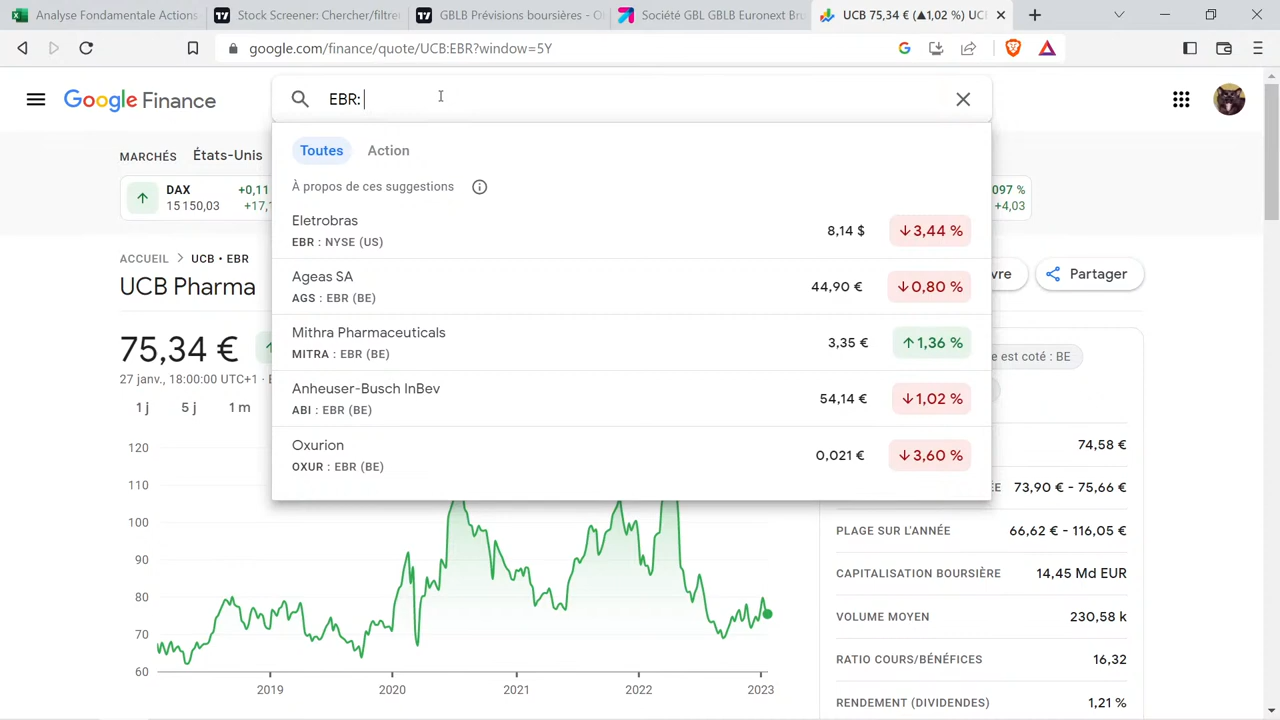 Analyse Fondamentale Actions
Stock Screener: Chercher/filtrer
GBLB Prévisions boursières - O
Société GBL GBLB Euronext Bru
UCB 75,34 € (▲1,02 %) UC
google.com/finance/quote/UCB:EBR?window=5Y
Google Finance
EBR:
Toutes
Action
À propos de ces suggestions
Eletrobras
EBR : NYSE (US)
8,14 $
↓3,44 %
Ageas SA
AGS : EBR (BE)
44,90 €
↓0,80 %
Mithra Pharmaceuticals
MITRA : EBR (BE)
3,35 €
↑1,36 %
Anheuser-Busch InBev
ABI : EBR (BE)
54,14 €
↓1,02 %
Oxurion
OXUR : EBR (BE)
0,021 €
↓3,60 %
MARCHÉS
États-Unis
DAX
15 150,03
+0,11
+17,1
097 %
+4,03
ACCUEIL > UCB • EBR
UCB Pharma
vre
Partager
75,34 €
27 janv., 18:00:00 UTC+1 ·
1 j
5 j
1 m
120
110
100
90
80
70
60
2019
2020
2021
2022
2023
e est coté : BE
74,58 €
ÉE
73,90 € - 75,66 €
PLAGE SUR L'ANNÉE
66,62 € - 116,05 €
CAPITALISATION BOURSIÈRE
14,45 Md EUR
VOLUME MOYEN
230,58 k
RATIO COURS/BÉNÉFICES
16,32
RENDEMENT (DIVIDENDES)
1,21 %